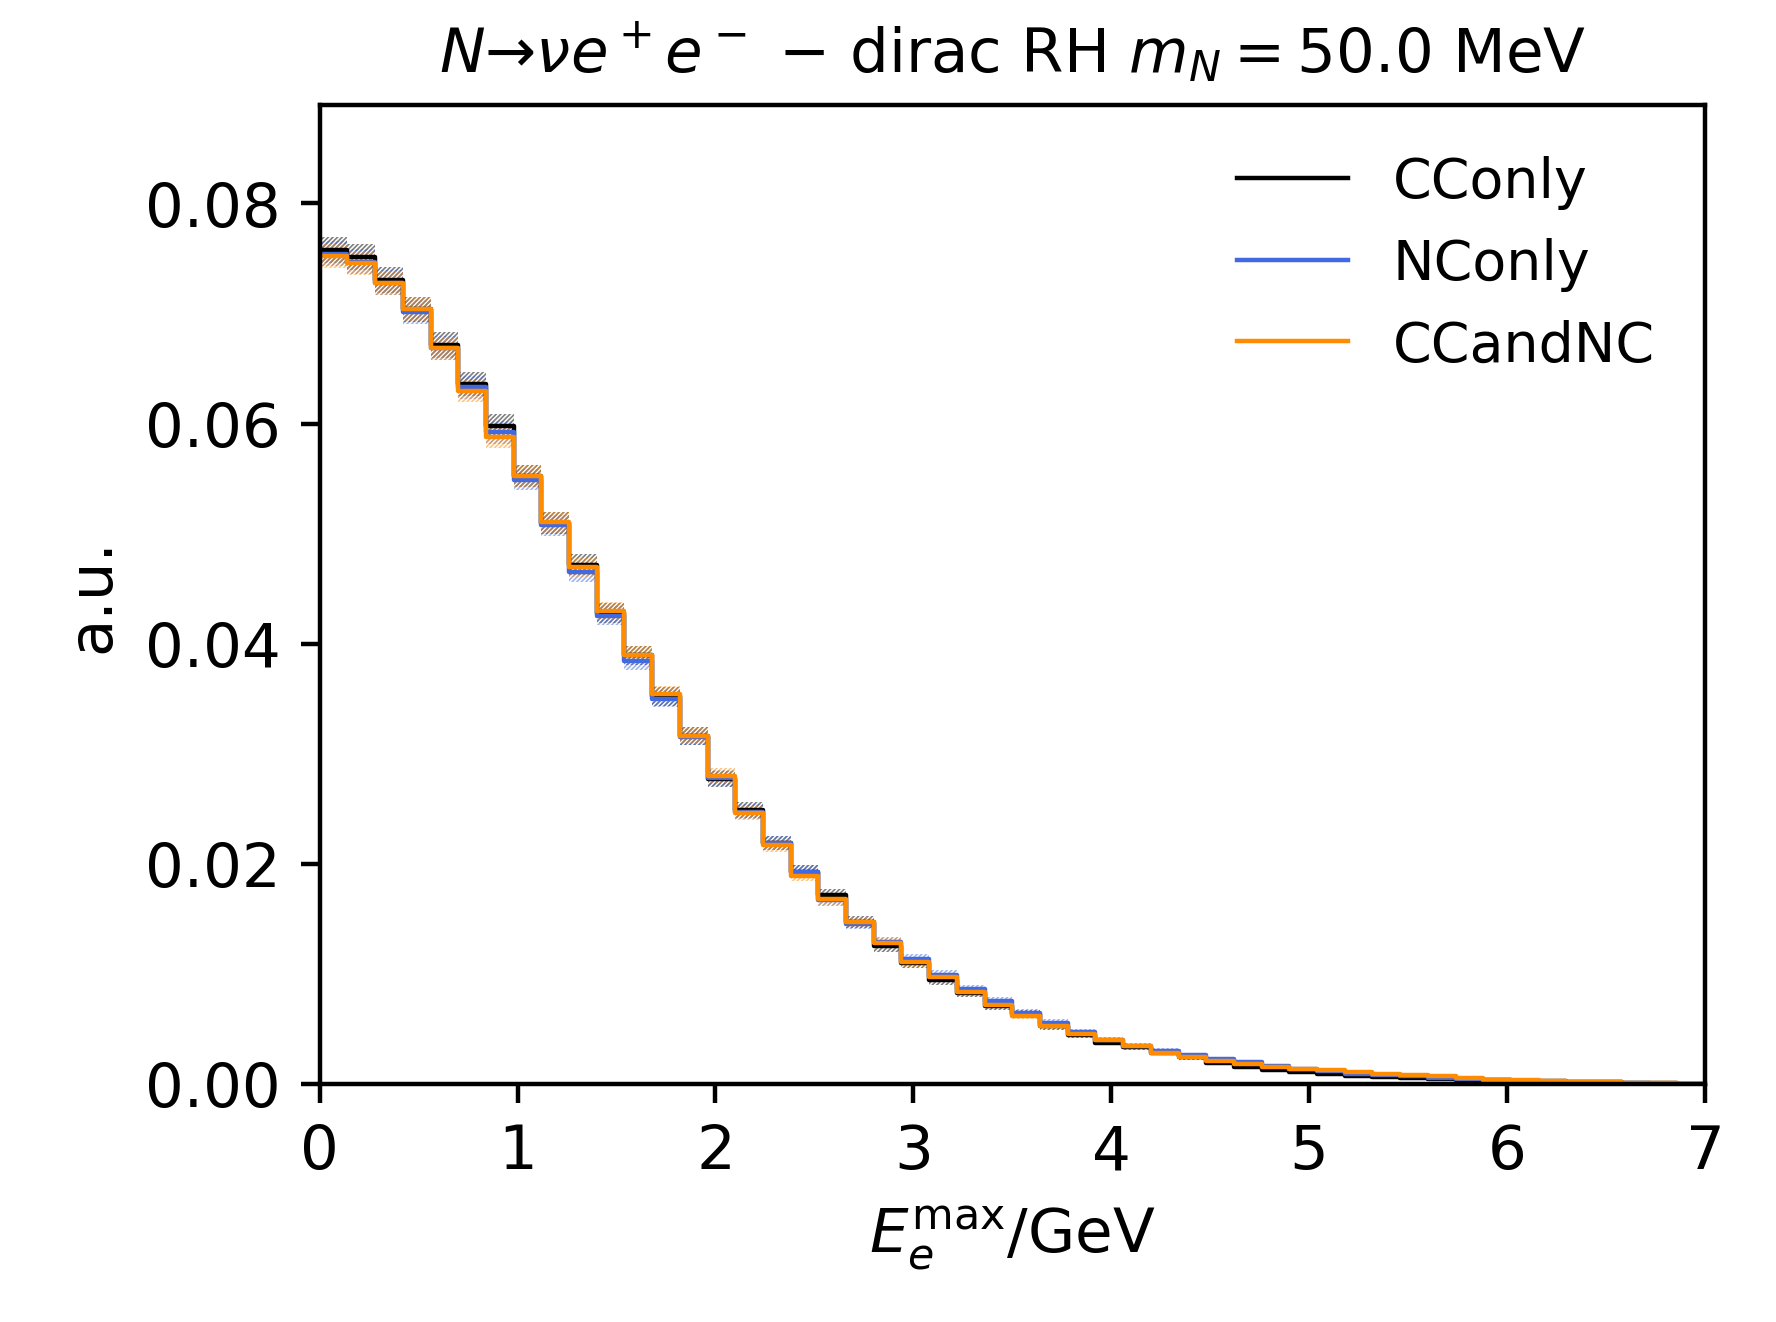 N→νe⁺e⁻ − dirac RH m_N = 50.0 MeV
CConly
NConly
CCandNC
0.08
0.06
0.04
0.02
0.00
a.u.
0 1 2 3 4 5 6 7
E_e^max/GeV